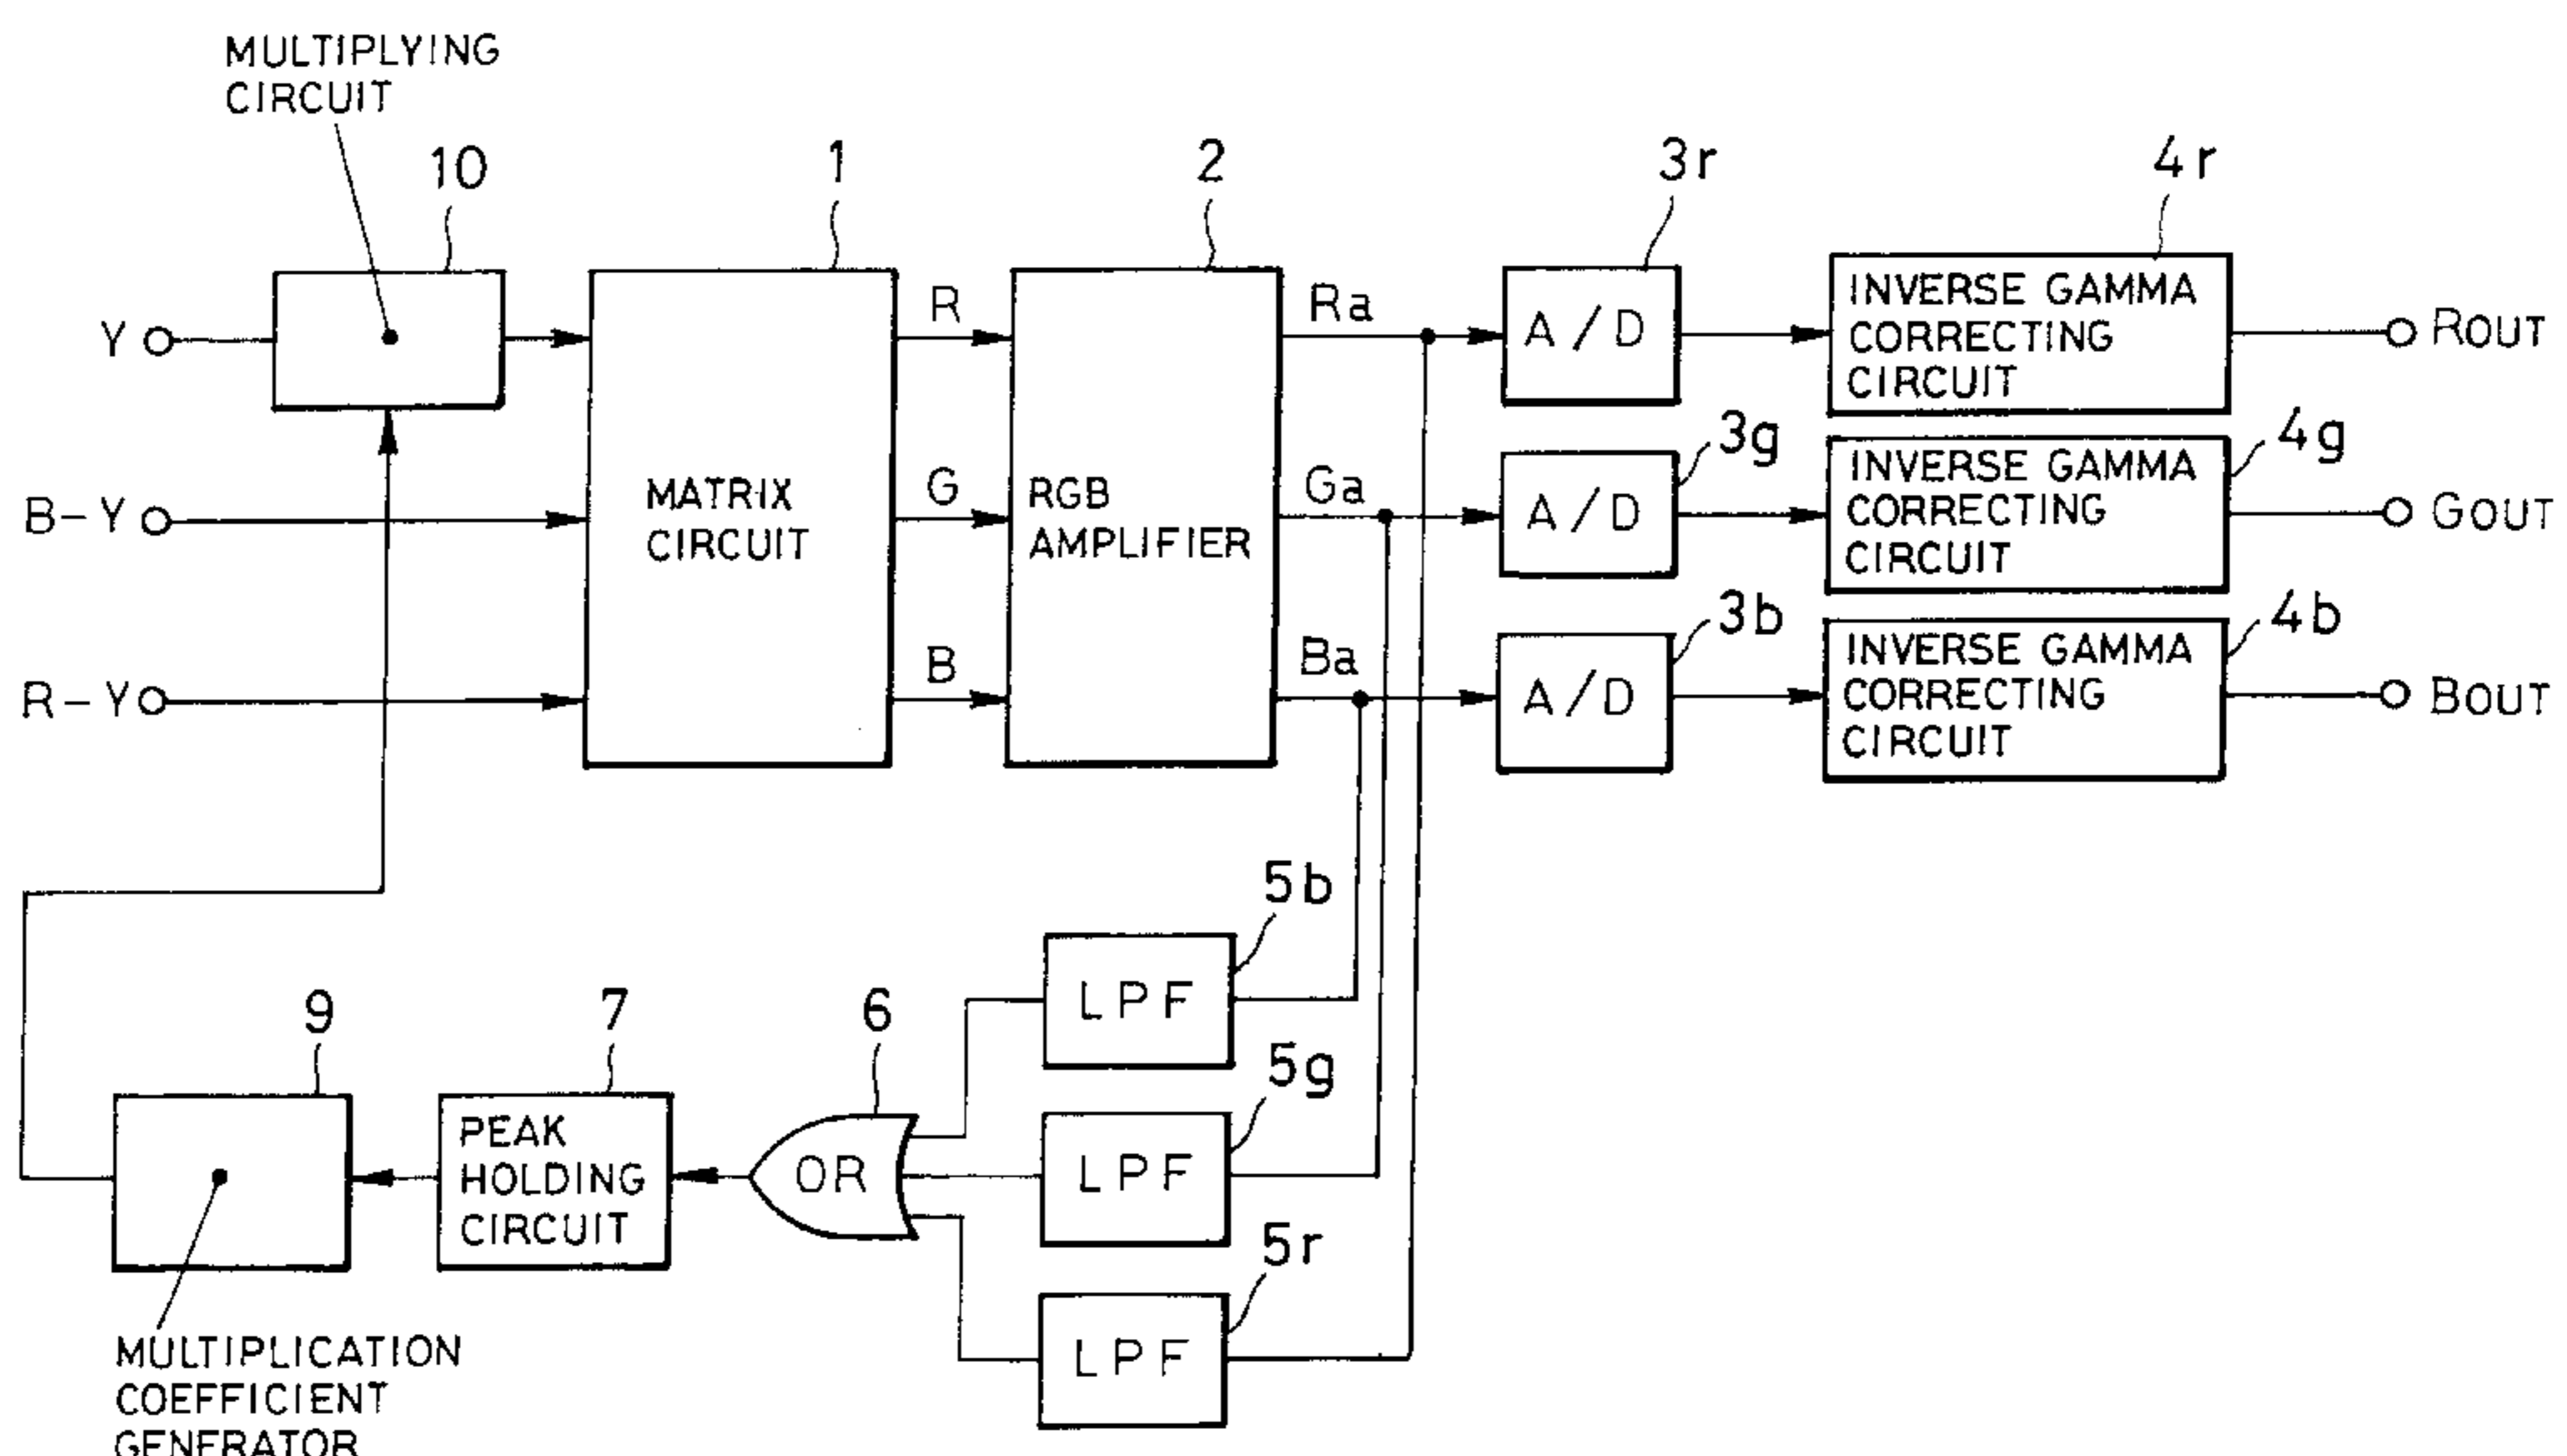 MULTIPLYING
CIRCUIT
10
1
2
3r
4r
Y
R
Ra
A/D
INVERSE GAMMA
CORRECTING
CIRCUIT
ROUT
B-Y
MATRIX
CIRCUIT
G
RGB
AMPLIFIER
Ga
3g
A/D
4g
INVERSE GAMMA
CORRECTING
CIRCUIT
GOUT
R-Y
B
Ba
3b
A/D
4b
INVERSE GAMMA
CORRECTING
CIRCUIT
BOUT
5b
LPF
9
7
6
5g
PEAK
HOLDING
CIRCUIT
OR
LPF
5r
LPF
MULTIPLICATION
COEFFICIENT
GENERATOR